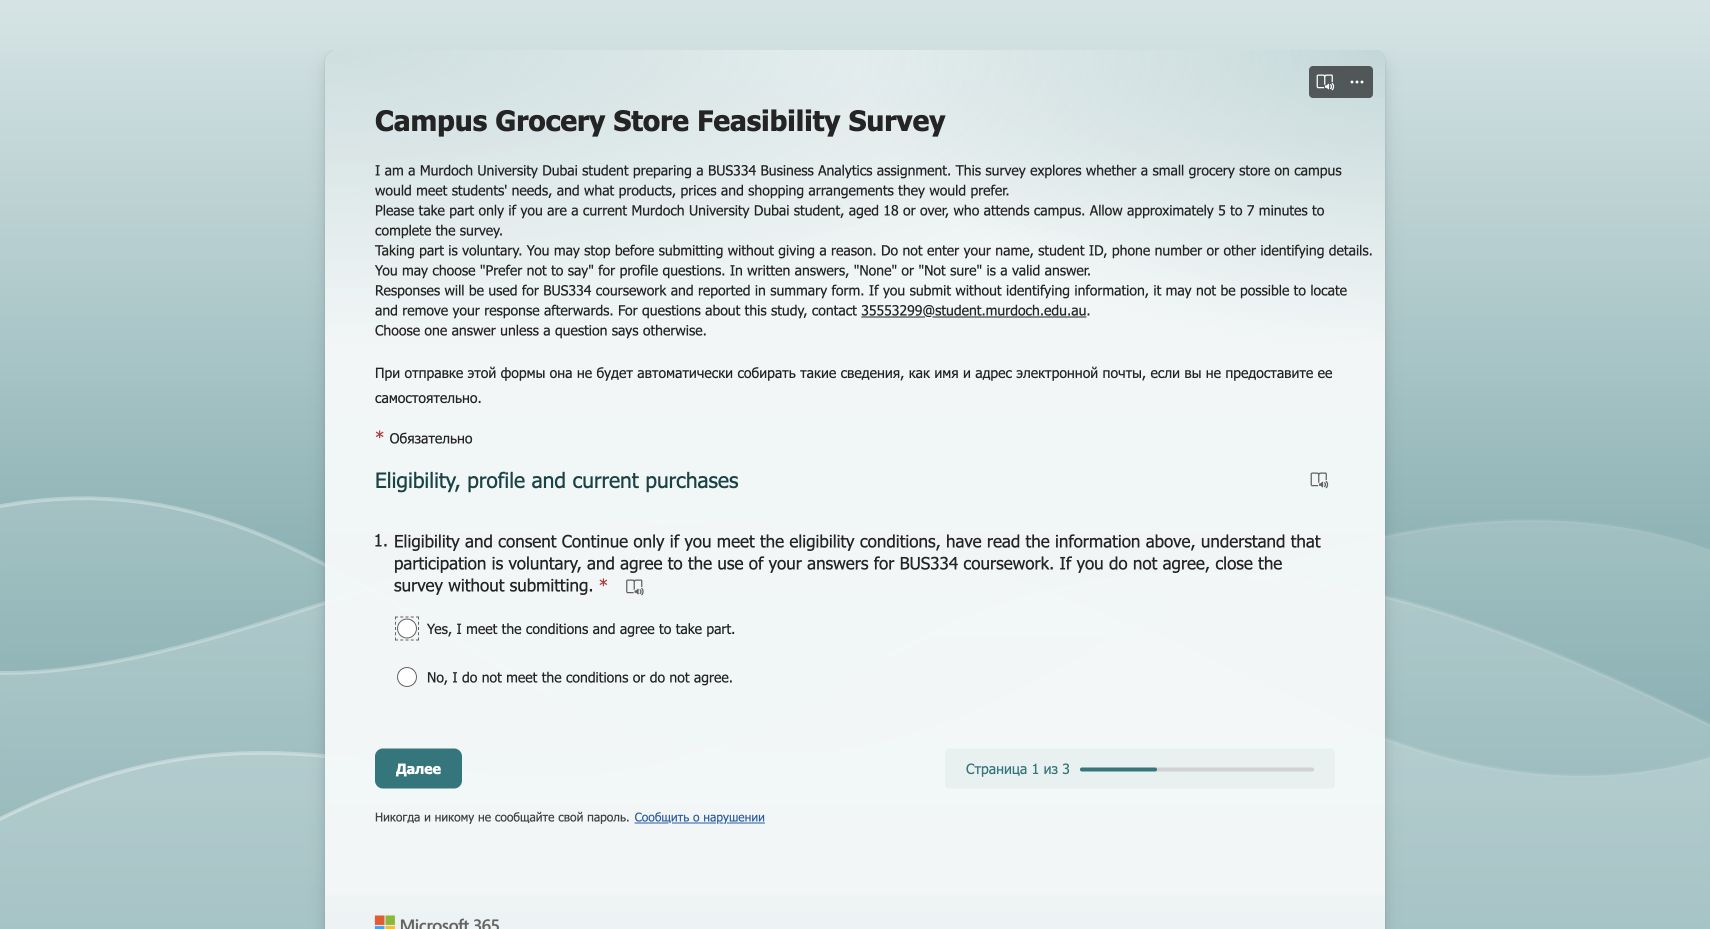 Campus Grocery Store Feasibility Survey
I am a Murdoch University Dubai student preparing a BUS334 Business Analytics assignment. This survey explores whether a small grocery store on campus
would meet students' needs, and what products, prices and shopping arrangements they would prefer.
Please take part only if you are a current Murdoch University Dubai student, aged 18 or over, who attends campus. Allow approximately 5 to 7 minutes to
complete the survey.
Taking part is voluntary. You may stop before submitting without giving a reason. Do not enter your name, student ID, phone number or other identifying details.
You may choose "Prefer not to say" for profile questions. In written answers, "None" or "Not sure" is a valid answer.
Responses will be used for BUS334 coursework and reported in summary form. If you submit without identifying information, it may not be possible to locate
and remove your response afterwards. For questions about this study, contact 35553299@student.murdoch.edu.au.
Choose one answer unless a question says otherwise.
При отправке этой формы она не будет автоматически собирать такие сведения, как имя и адрес электронной почты, если вы не предоставите ее
самостоятельно.
* Обязательно
Eligibility, profile and current purchases
1. Eligibility and consent Continue only if you meet the eligibility conditions, have read the information above, understand that
participation is voluntary, and agree to the use of your answers for BUS334 coursework. If you do not agree, close the
survey without submitting. *
Yes, I meet the conditions and agree to take part.
No, I do not meet the conditions or do not agree.
Далее
Страница 1 из 3
Никогда и никому не сообщайте свой пароль. Сообщить о нарушении
Microsoft 365